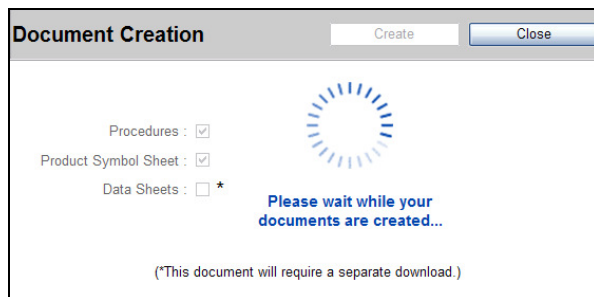 Document Creation
Create
Close
Procedures :
Product Symbol Sheet :
Data Sheets : *
Please wait while your
documents are created...
(*This document will require a separate download.)